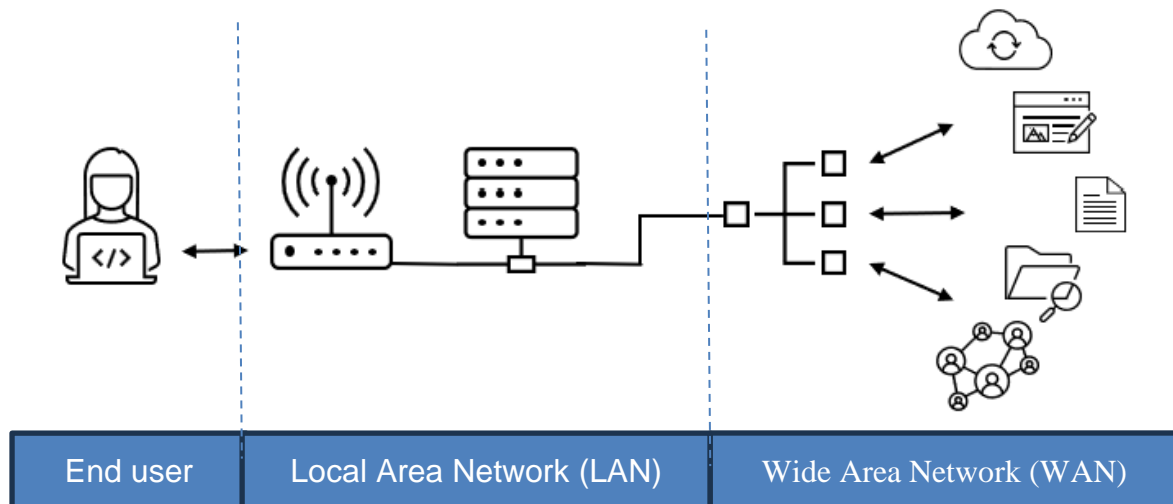 </>
End user
Local Area Network (LAN)
Wide Area Network (WAN)